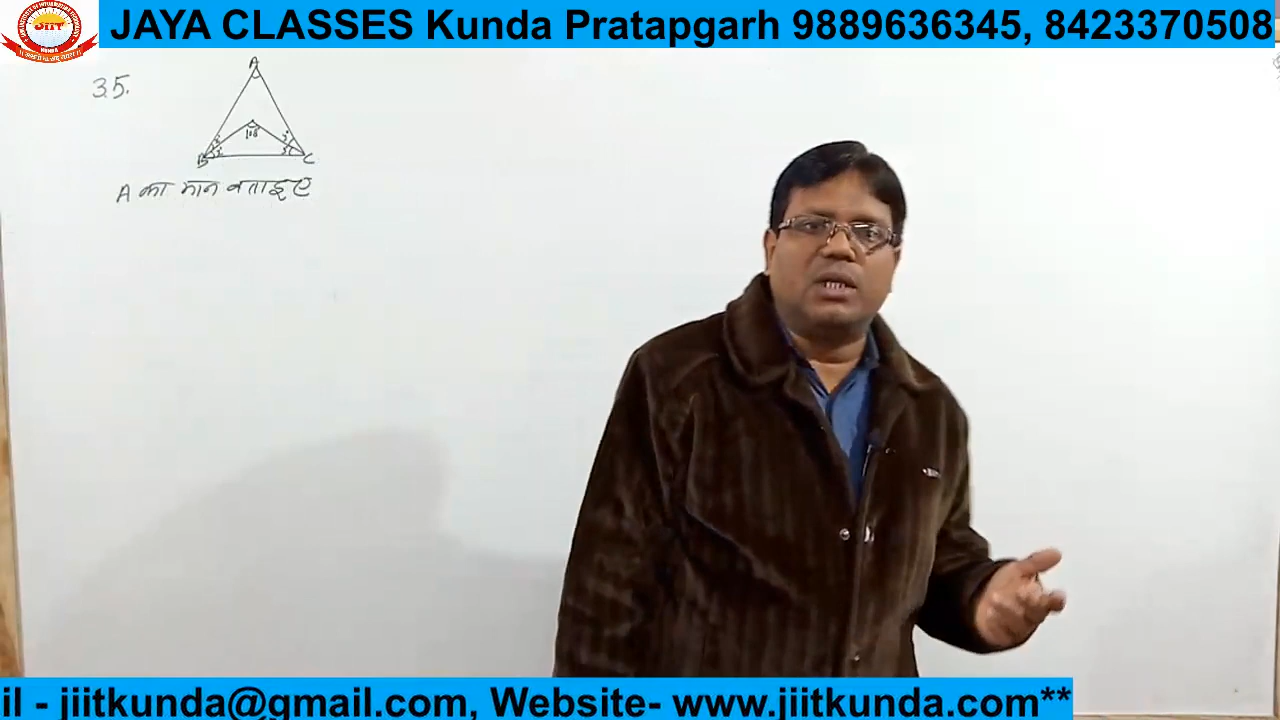 JAYA CLASSES Kunda Pratapgarh 9889636345, 8423370508
35.
A
108
B
C
A का मान बताइए
il - jiitkunda@gmail.com, Website- www.jiitkunda.com**